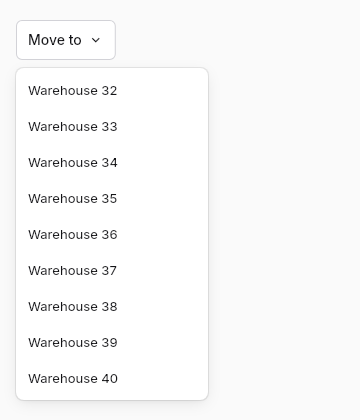 Move to
Warehouse 32
Warehouse 33
Warehouse 34
Warehouse 35
Warehouse 36
Warehouse 37
Warehouse 38
Warehouse 39
Warehouse 40